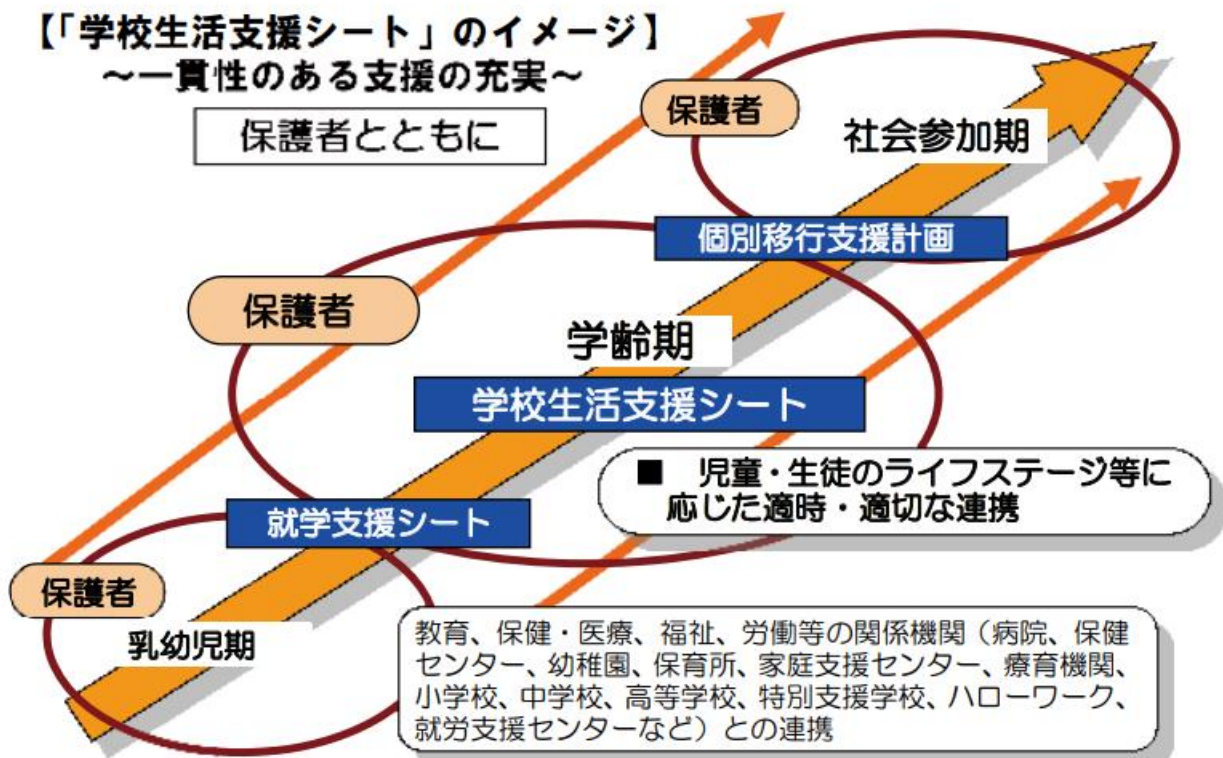 【「学校生活支援シート」のイメージ】
～一貫性のある支援の充実～
保護者とともに
保護者
社会参加期
個別移行支援計画
保護者
学齢期
学校生活支援シート
■ 児童・生徒のライフステージ等に
応じた適時・適切な連携
就学支援シート
保護者
乳幼児期
教育、保健・医療、福祉、労働等の関係機関（病院、保健
センター、幼稚園、保育所、家庭支援センター、療育機関、
小学校、中学校、高等学校、特別支援学校、ハローワーク、
就労支援センターなど）との連携